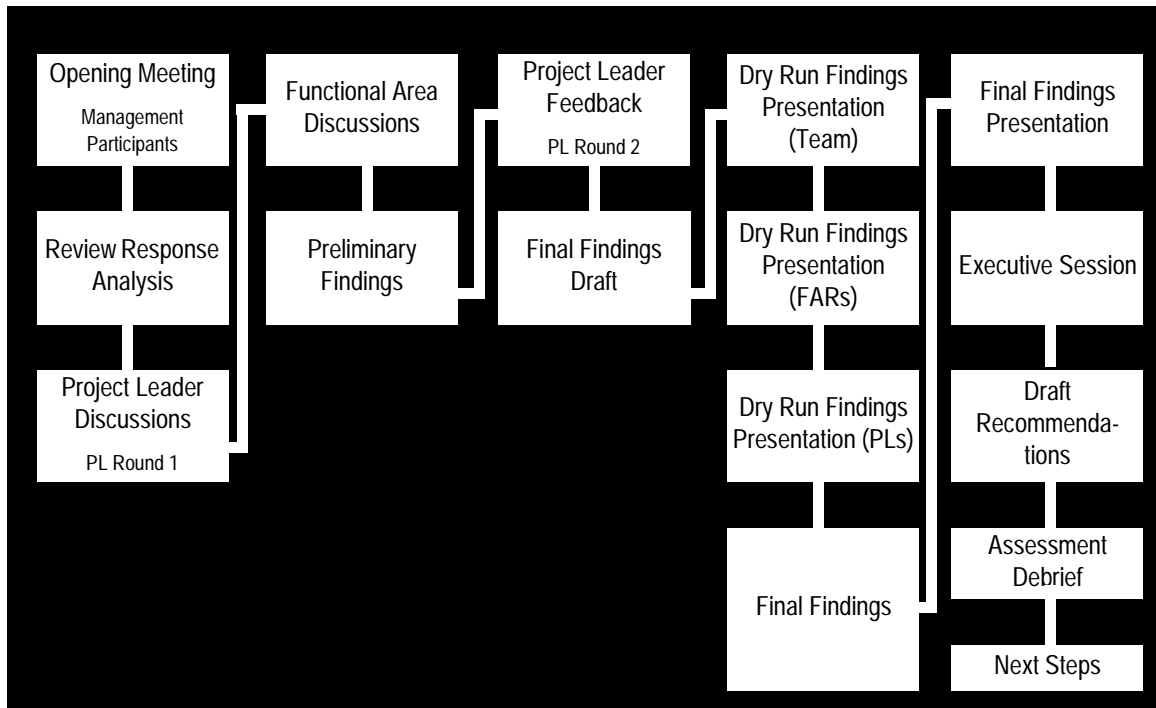 Opening Meeting
Management
Participants
Review Response
Analysis
Project Leader
Discussions
PL Round 1
Functional Area
Discussions
Preliminary
Findings
Project Leader
Feedback
PL Round 2
Final Findings
Draft
Dry Run Findings
Presentation
(Team)
Dry Run Findings
Presentation
(FARs)
Dry Run Findings
Presentation (PLs)
Final Findings
Final Findings
Presentation
Executive Session
Draft
Recommenda-
tions
Assessment
Debrief
Next Steps